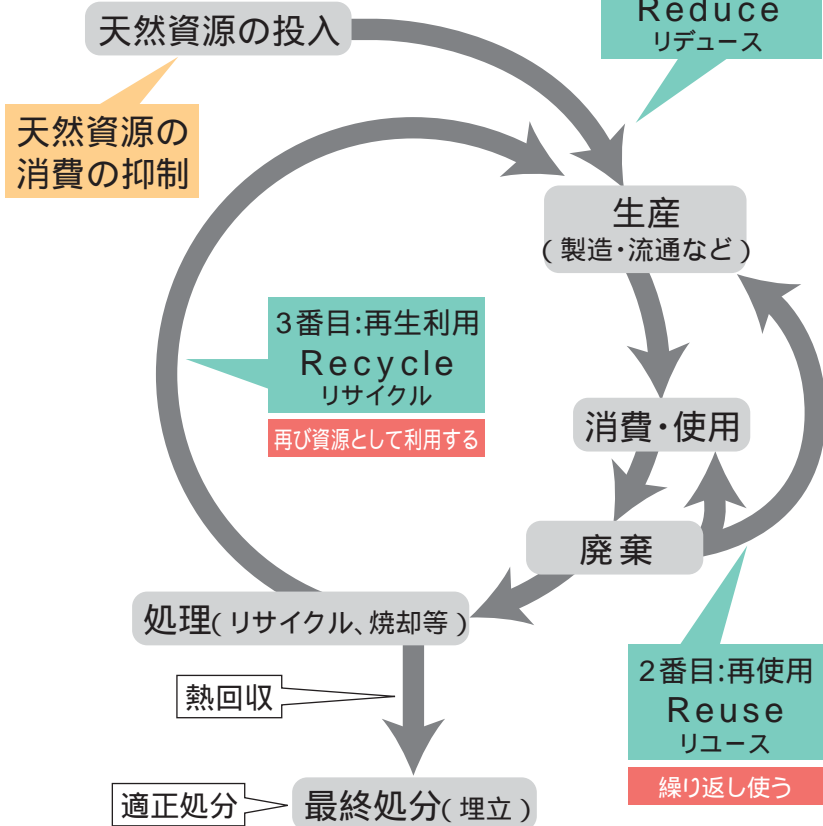 Reduce
リデュース
天然資源の投入
天然資源の
消費の抑制
生産
(製造・流通など)
3番目:再生利用
Recycle
リサイクル
再び資源として利用する
消費・使用
廃棄
処理(リサイクル、焼却等)
2番目:再使用
Reuse
リユース
繰り返し使う
熱回収
適正処分
最終処分(埋立)